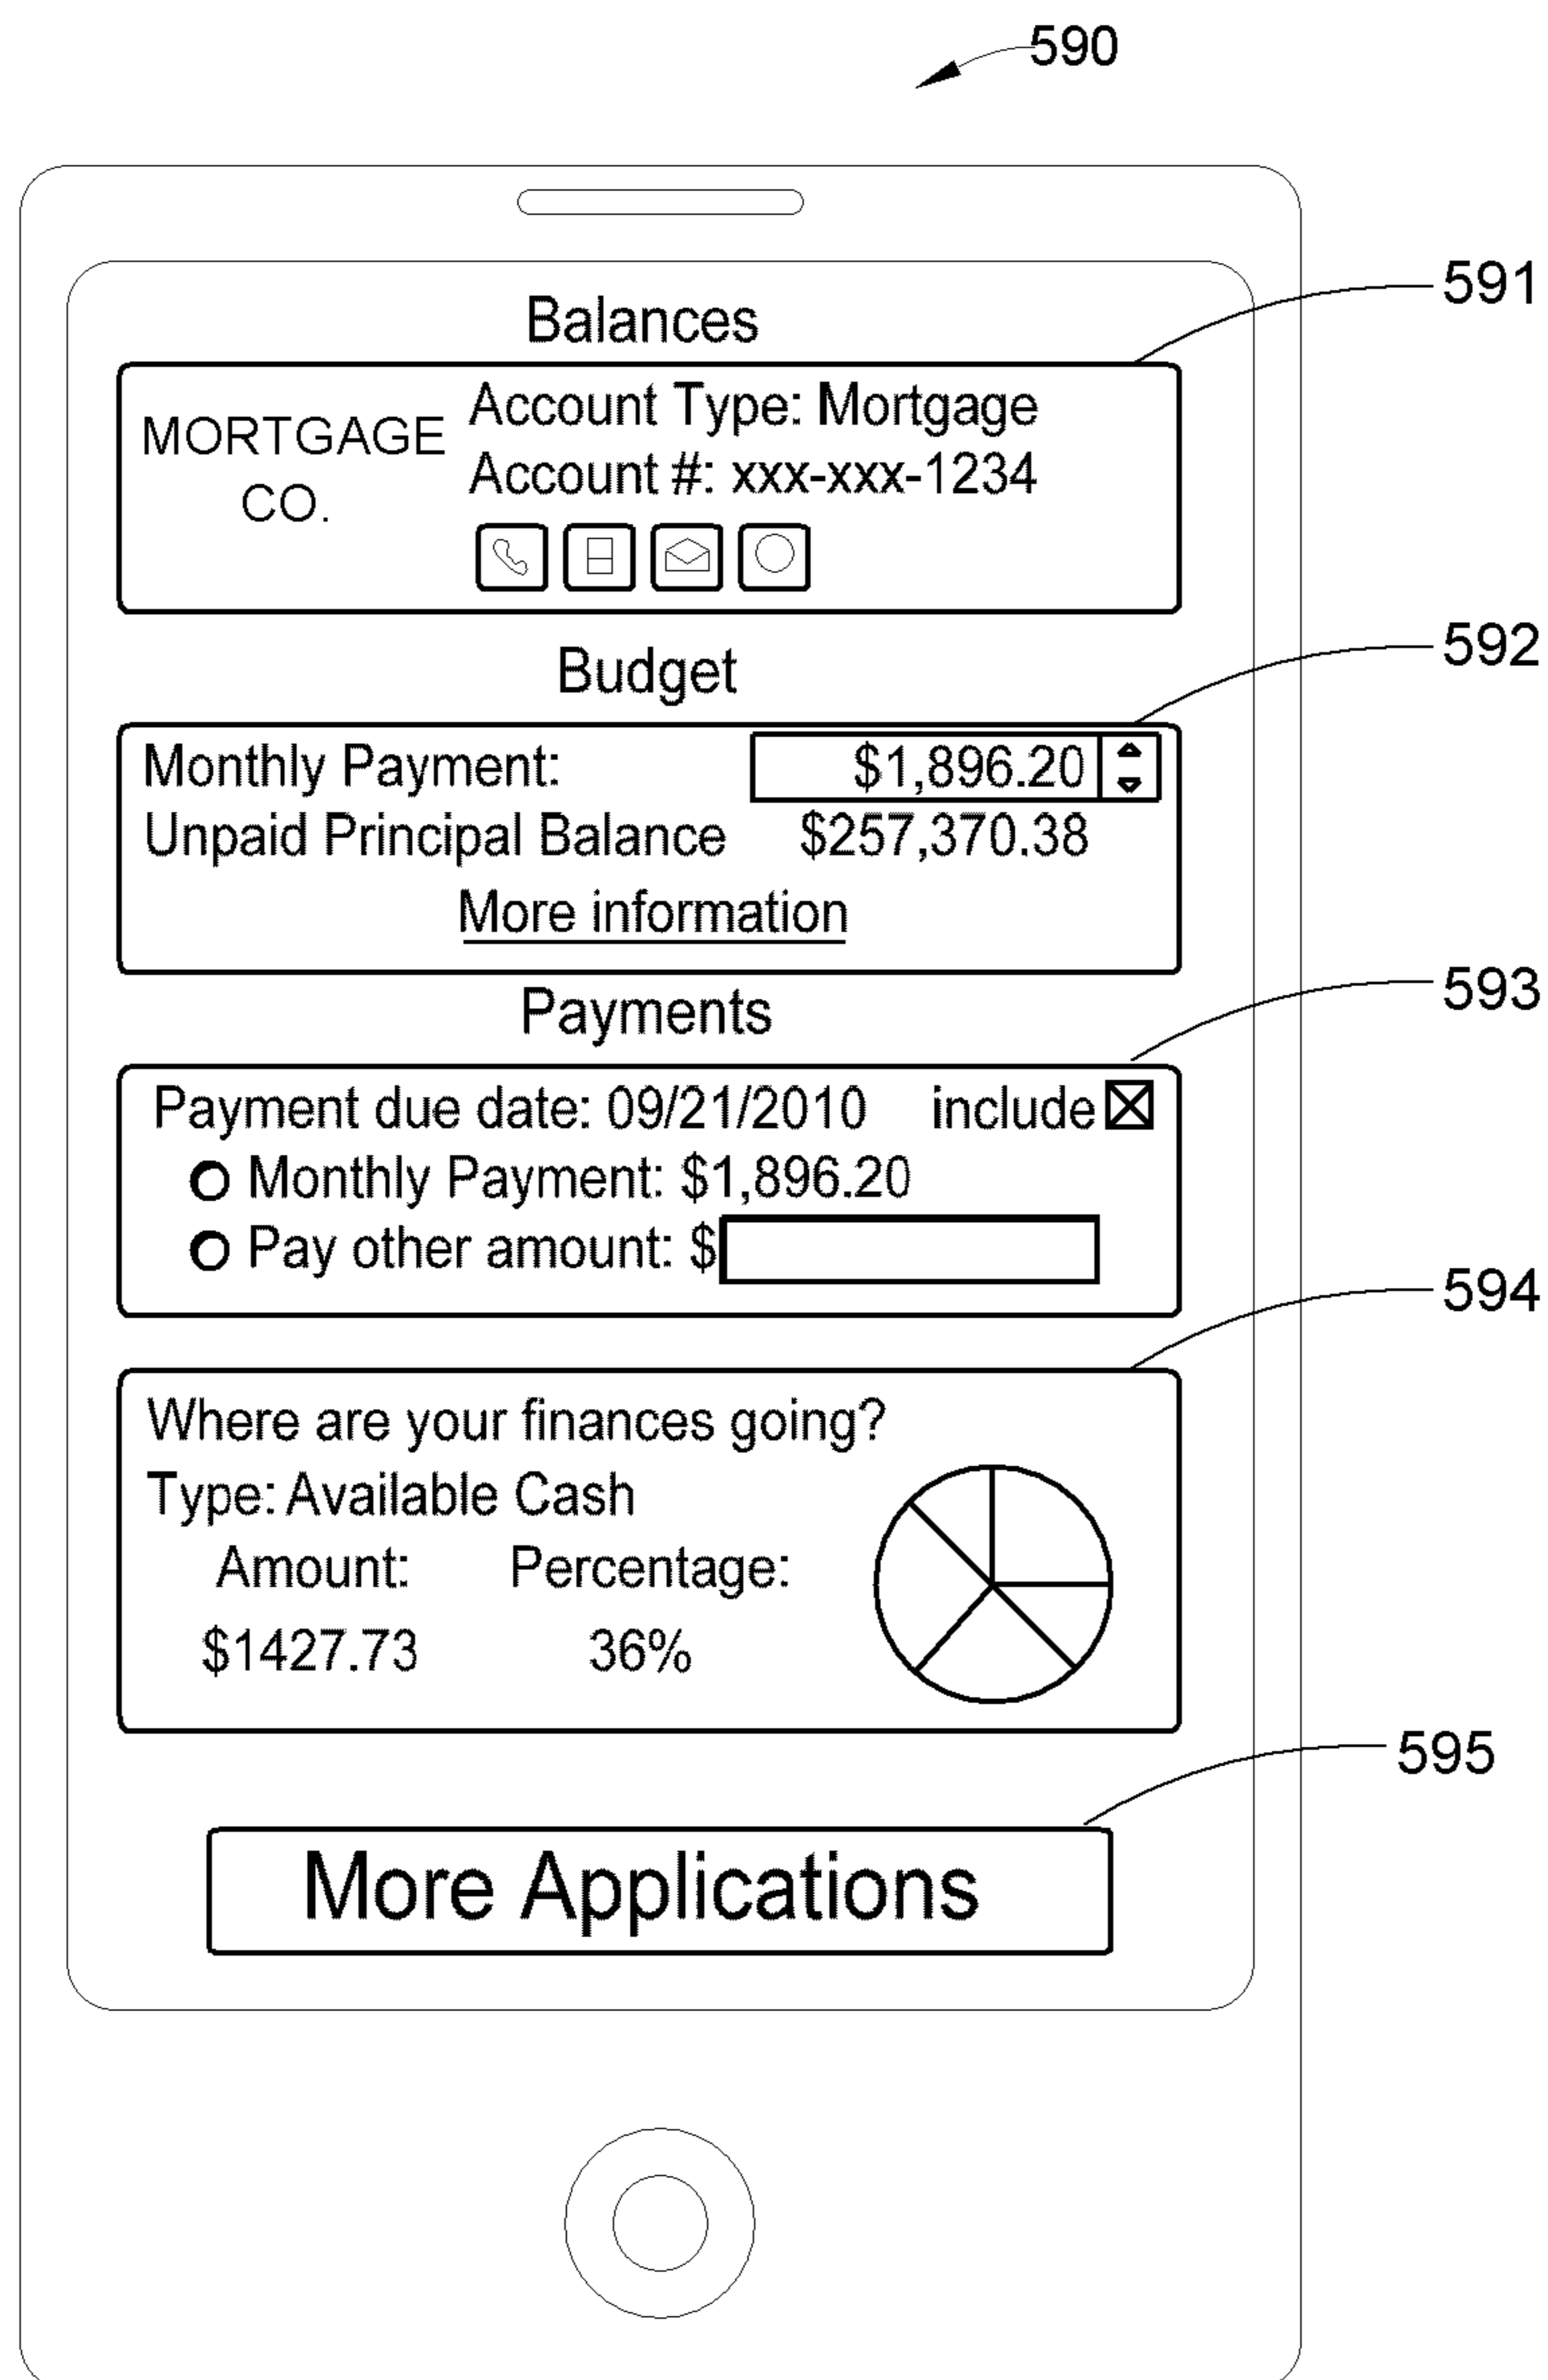 590
Balances
591
MORTGAGE
CO.
Account Type: Mortgage
Account #: xxx-xxx-1234
Budget
592
Monthly Payment: $1,896.20
Unpaid Principal Balance $257,370.38
More information
Payments
593
Payment due date: 09/21/2010 include
Monthly Payment: $1,896.20
Pay other amount: $
594
Where are your finances going?
Type: Available Cash
Amount: Percentage:
$1427.73 36%
595
More Applications